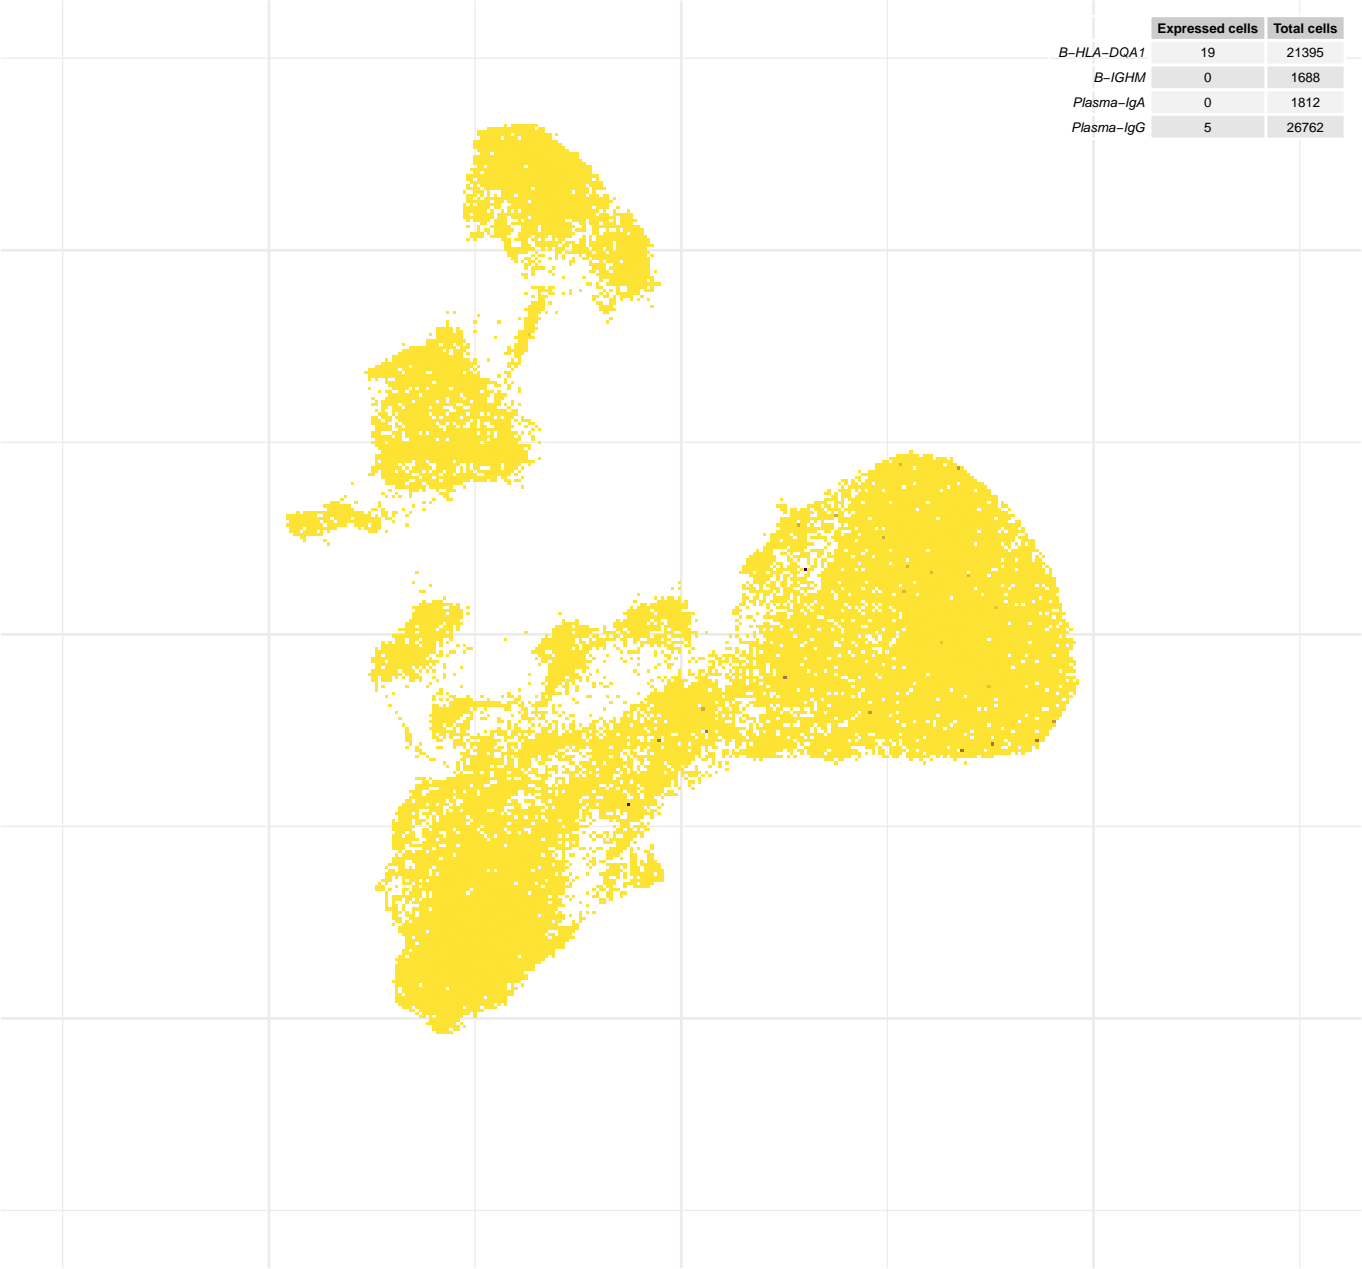 Expressed cells Total cells
B−HLA−DQA1 19 21395
B−IGHM 0 1688
Plasma−IgA 0 1812
Plasma−IgG 5 26762